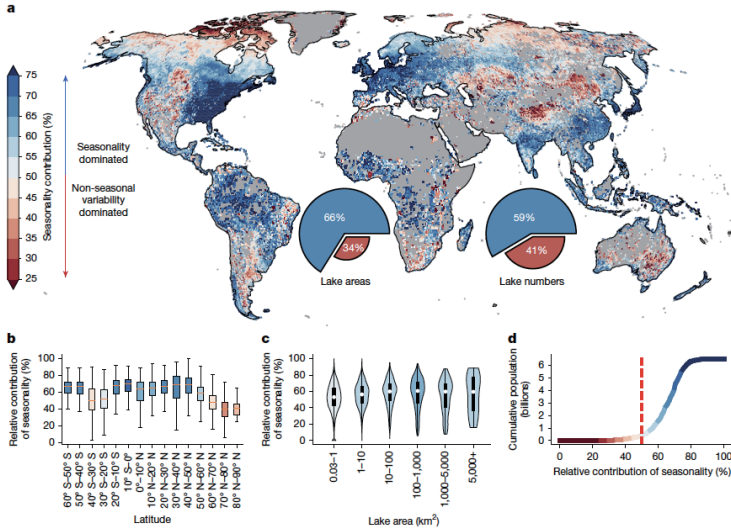 a
75
70
65
60
55
50
45
40
35
30
25
Seasonality contribution (%)
Seasonality
dominated
Non-seasonal
variability
dominated
66%
34%
Lake areas
59%
41%
Lake numbers
b
Relative contribution
of seasonality (%)
100
80
60
40
20
0
60° S–50° S
50° S–40° S
40° S–30° S
30° S–20° S
20° S–10° S
10° S–0°
0°–10° N
10° N–20° N
20° N–30° N
30° N–40° N
40° N–50° N
50° N–60° N
60° N–70° N
70° N–80° N
80° N–90° N
Latitude
c
Relative contribution
of seasonality (%)
100
80
60
40
20
0
0.03–1
1–10
10–100
100–1,000
1,000–5,000
5,000+
Lake area (km²)
d
Cumulative population
(billions)
6
5
4
3
2
1
0
0 20 40 60 80 100
Relative contribution of seasonality (%)